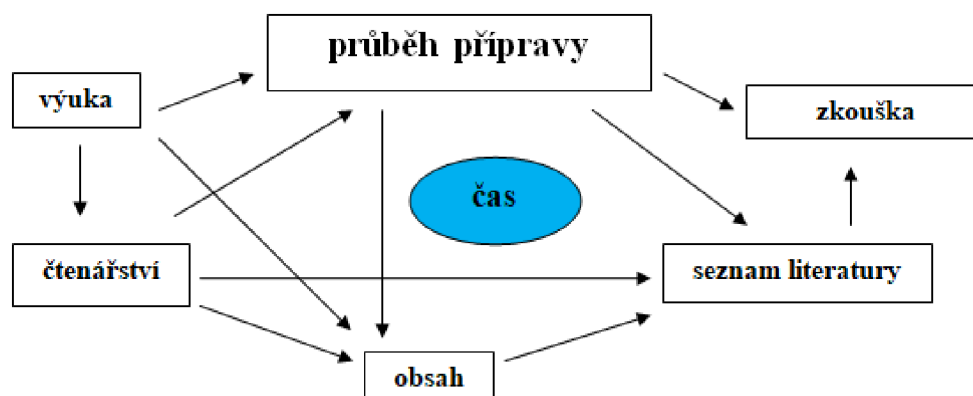 průběh přípravy
výuka
zkouška
čas
čtenářství
seznam literatury
obsah